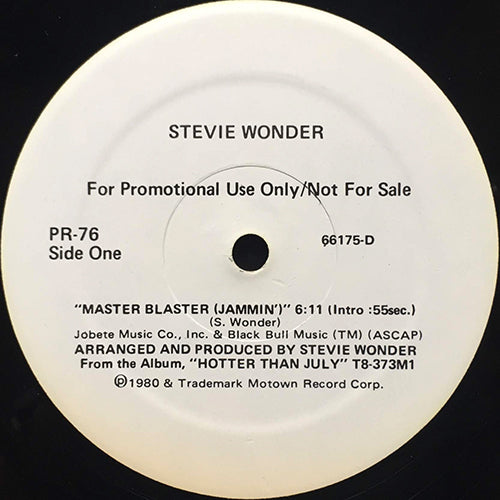 STEVIE WONDER
For Promotional Use Only/Not For Sale
PR-76
66175-D
Side One
"MASTER BLASTER (JAMMIN')" 6:11 (Intro :55sec.)
(S. Wonder)
Jobete Music Co., Inc. & Black Bull Music (TM) (ASCAP)
ARRANGED AND PRODUCED BY STEVIE WONDER
From the Album, "HOTTER THAN JULY" T8-373M1
℗1980 & Trademark Motown Record Corp.